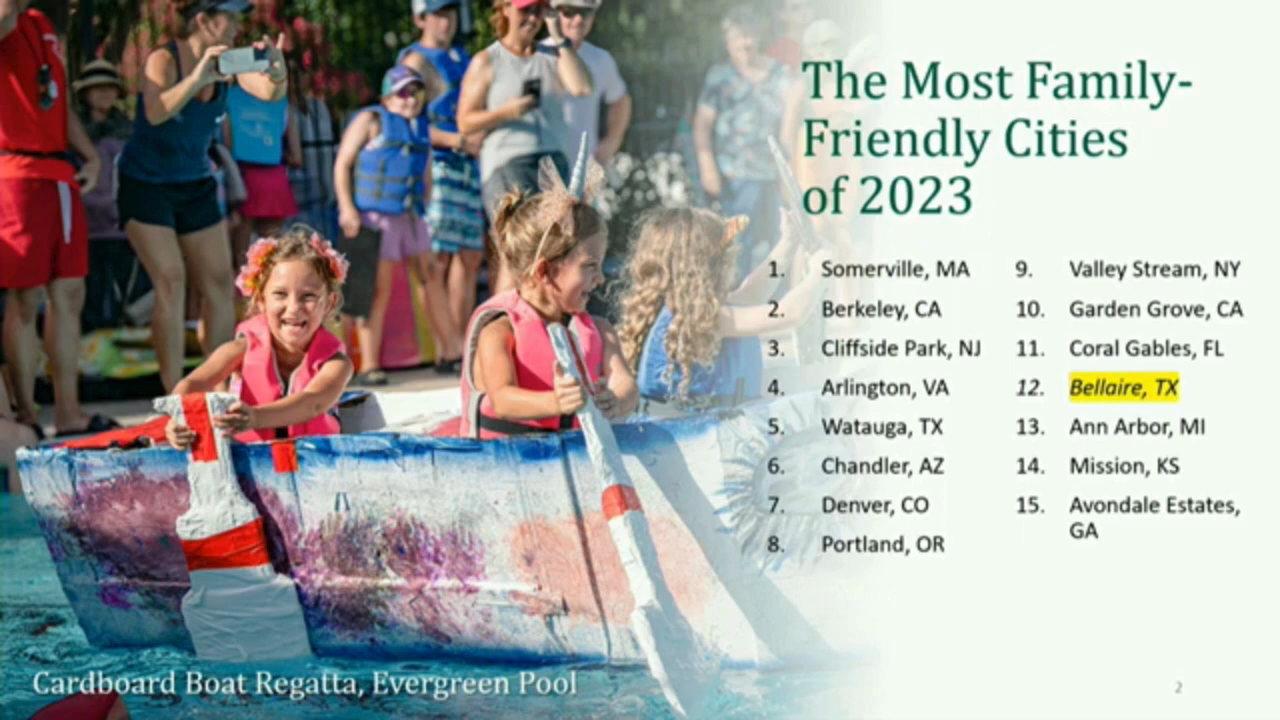 The Most Family-
Friendly Cities
of 2023
1. Somerville, MA
2. Berkeley, CA
3. Cliffside Park, NJ
4. Arlington, VA
5. Watauga, TX
6. Chandler, AZ
7. Denver, CO
8. Portland, OR
9. Valley Stream, NY
10. Garden Grove, CA
11. Coral Gables, FL
12. Bellaire, TX
13. Ann Arbor, MI
14. Mission, KS
15. Avondale Estates,
GA
Cardboard Boat Regatta, Evergreen Pool
2